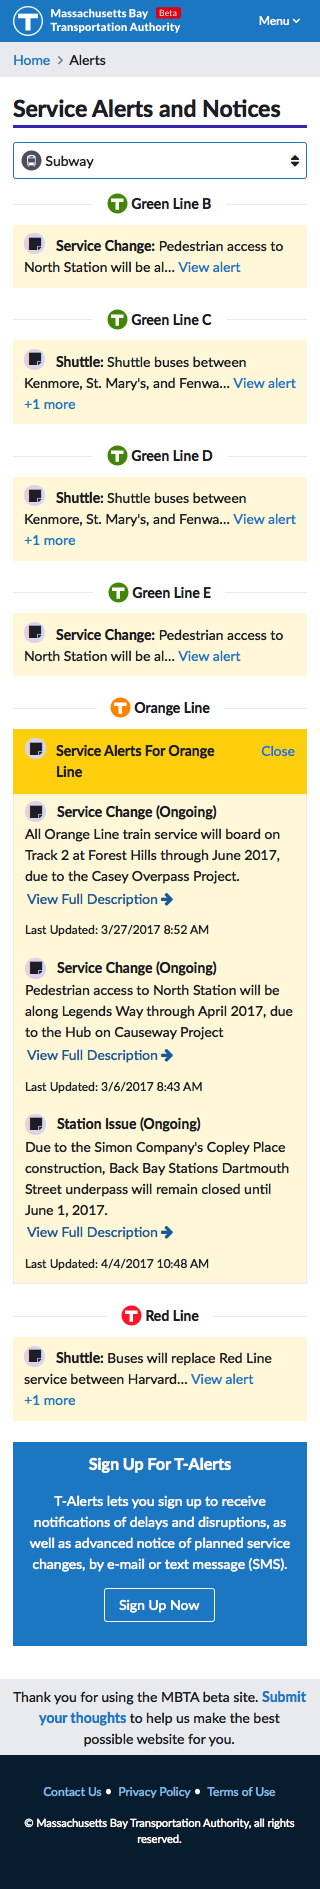 Massachusetts Bay Beta
Transportation Authority
Menu
Home > Alerts
Service Alerts and Notices
Subway
T Green Line B
Service Change: Pedestrian access to
North Station will be al... View alert
T Green Line C
Shuttle: Shuttle buses between
Kenmore, St. Mary's, and Fenwa... View alert
+1 more
T Green Line D
Shuttle: Shuttle buses between
Kenmore, St. Mary's, and Fenwa... View alert
+1 more
T Green Line E
Service Change: Pedestrian access to
North Station will be al... View alert
T Orange Line
Service Alerts For Orange Close
Line
Service Change (Ongoing)
All Orange Line train service will board on
Track 2 at Forest Hills through June 2017,
due to the Casey Overpass Project.
View Full Description
Last Updated: 3/27/2017 8:52 AM
Service Change (Ongoing)
Pedestrian access to North Station will be
along Legends Way through April 2017, due
to the Hub on Causeway Project
View Full Description
Last Updated: 3/6/2017 8:43 AM
Station Issue (Ongoing)
Due to the Simon Company's Copley Place
construction, Back Bay Stations Dartmouth
Street underpass will remain closed until
June 1, 2017.
View Full Description
Last Updated: 4/4/2017 10:48 AM
T Red Line
Shuttle: Buses will replace Red Line
service between Harvard... View alert
+1 more
Sign Up For T-Alerts
T-Alerts lets you sign up to receive
notifications of delays and disruptions, as
well as advanced notice of planned service
changes, by e-mail or text message (SMS).
Sign Up Now
Thank you for using the MBTA beta site. Submit
your thoughts to help us make the best
possible website for you.
Contact Us • Privacy Policy • Terms of Use
© Massachusetts Bay Transportation Authority, all rights
reserved.